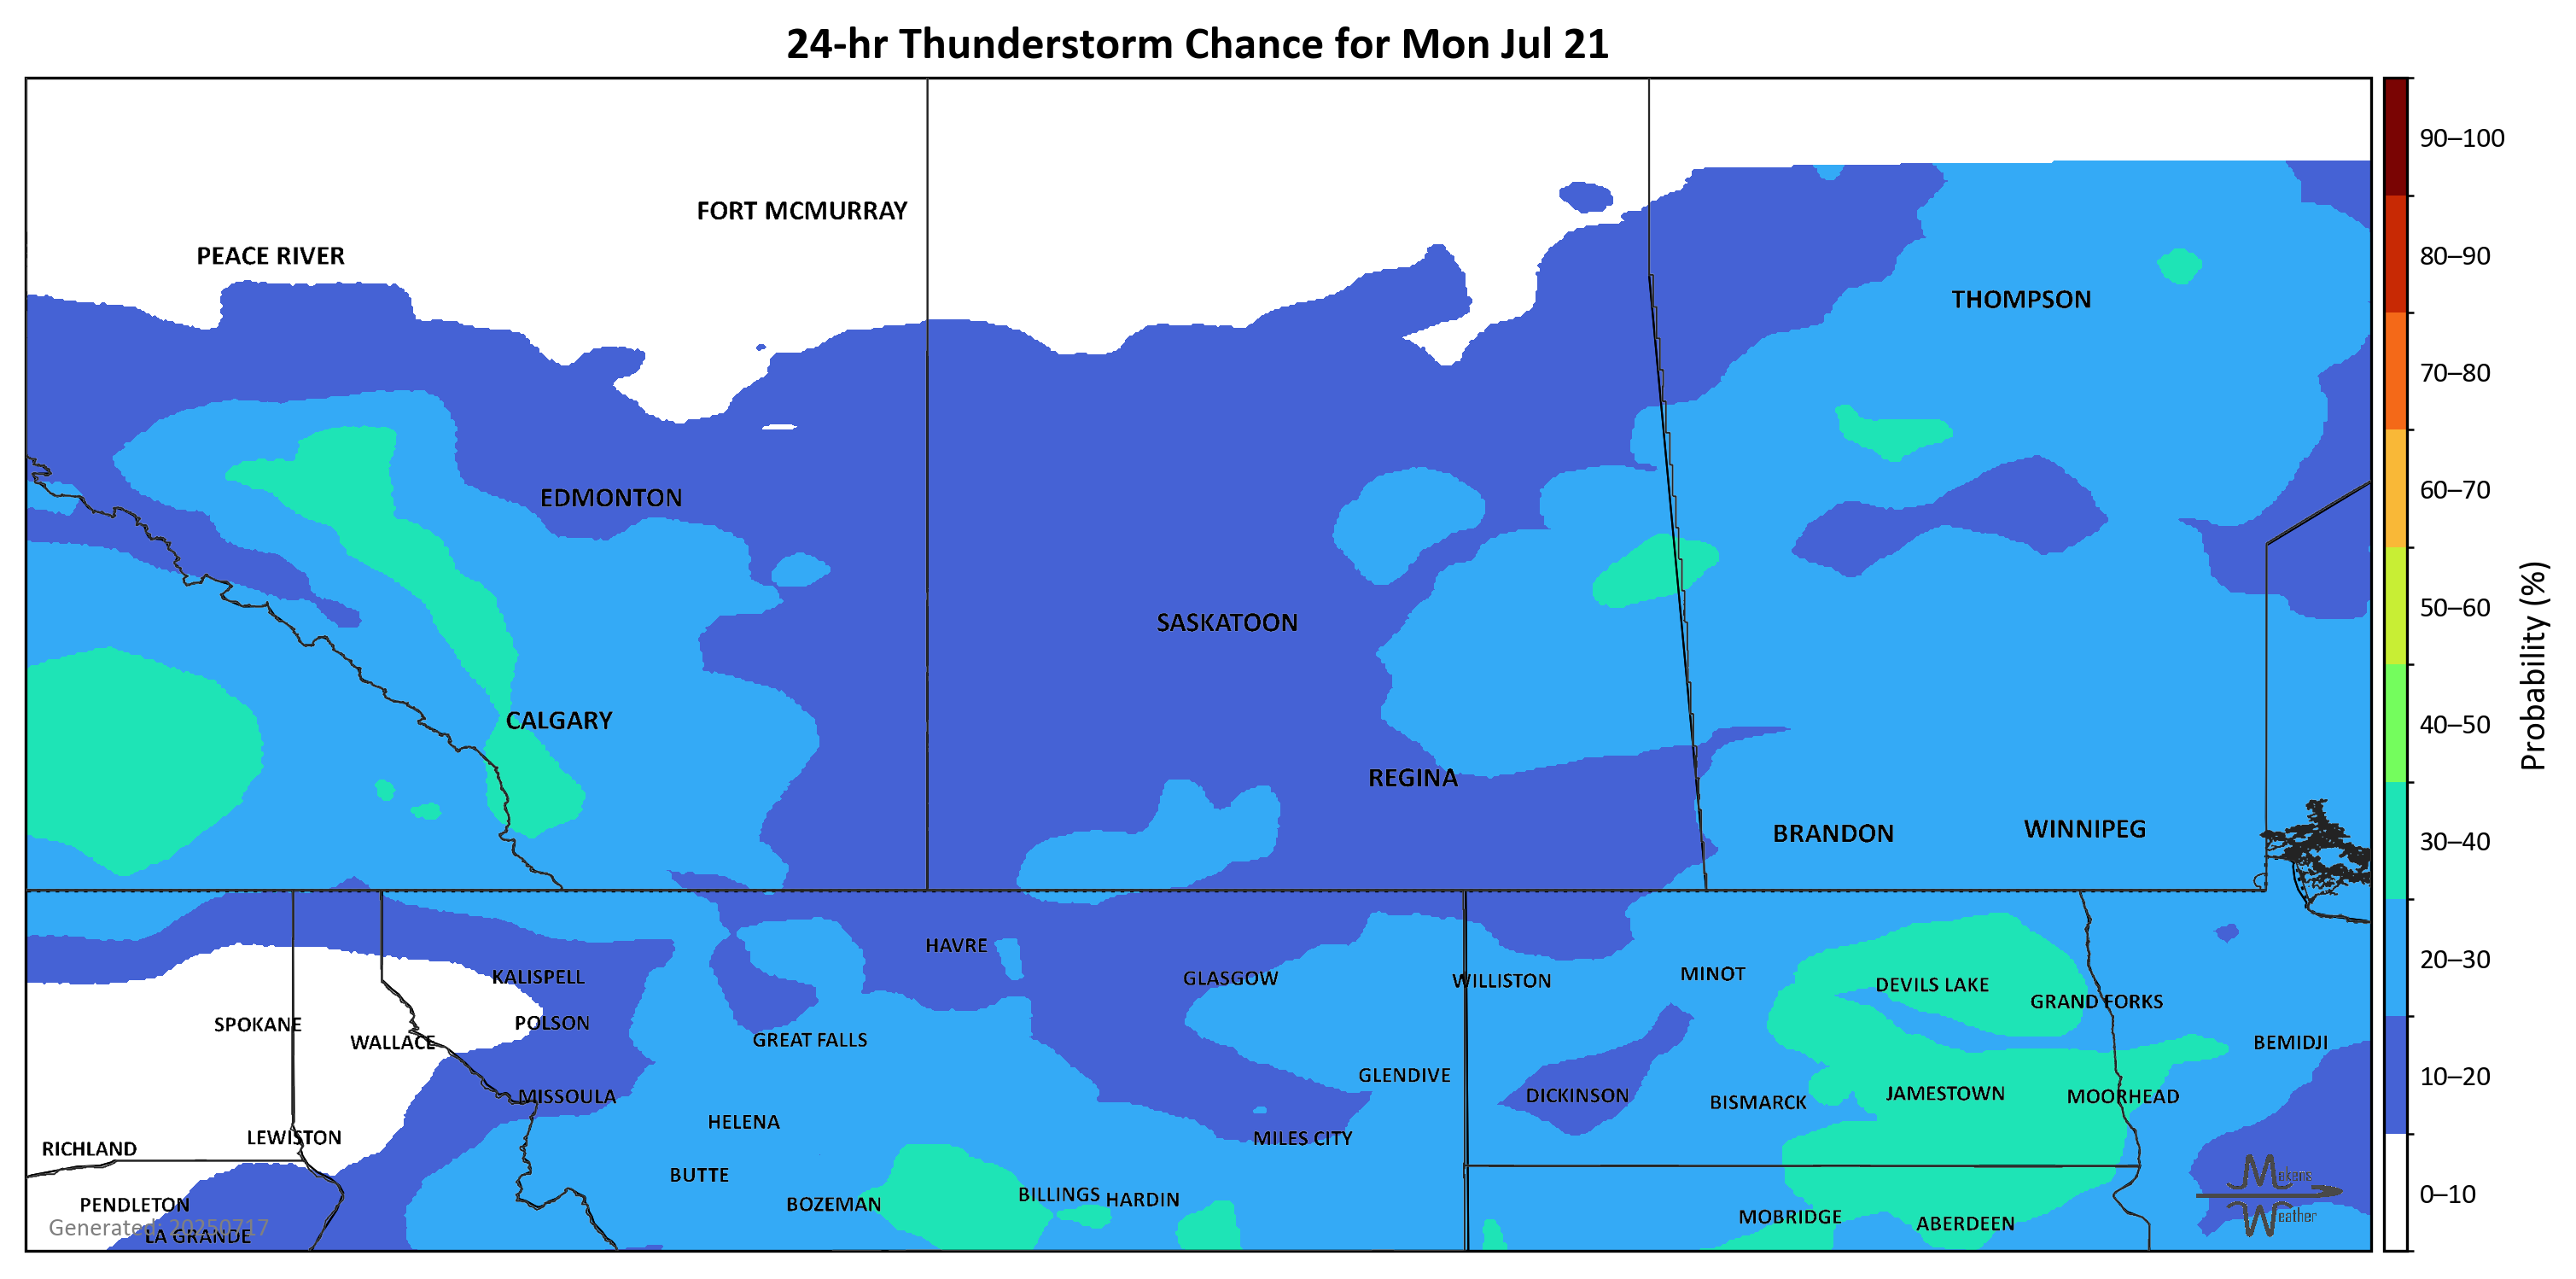 24-hr Thunderstorm Chance for Mon Jul 21
90–100
FORT MCMURRAY
PEACE RIVER
80–90
THOMPSON
70–80
60–70
EDMONTON
50–60
SASKATOON
Probability (%)
CALGARY
40–50
REGINA
BRANDON
WINNIPEG
30–40
HAVRE
20–30
KALISPELL
GLASGOW
WILLISTON
MINOT
DEVILS LAKE
GRAND FORKS
SPOKANE
POLSON
WALLACE
GREAT FALLS
BEMIDJI
GLENDIVE
10–20
MISSOULA
DICKINSON
BISMARCK
JAMESTOWN
MOORHEAD
HELENA
LEWISTON
MILES CITY
RICHLAND
BUTTE
Makens
0–10
PENDLETON
BOZEMAN
BILLINGS
HARDIN
MOBRIDGE
ABERDEEN
Weather
Generated: 20250717
LA GRANDE